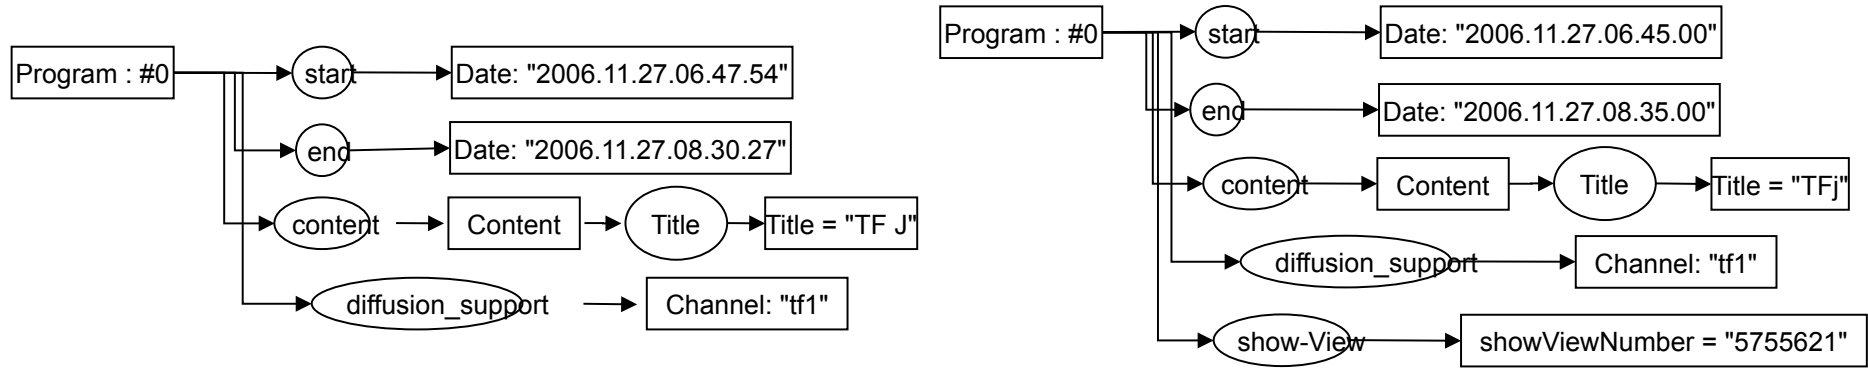 Program : #0
start
Date: "2006.11.27.06.47.54"
end
Date: "2006.11.27.08.30.27"
content
Content
Title
Title = "TF J"
diffusion_support
Channel: "tf1"
Program : #0
start
Date: "2006.11.27.06.45.00"
end
Date: "2006.11.27.08.35.00"
content
Content
Title
Title = "TFj"
diffusion_support
Channel: "tf1"
show-View
showViewNumber = "5755621"